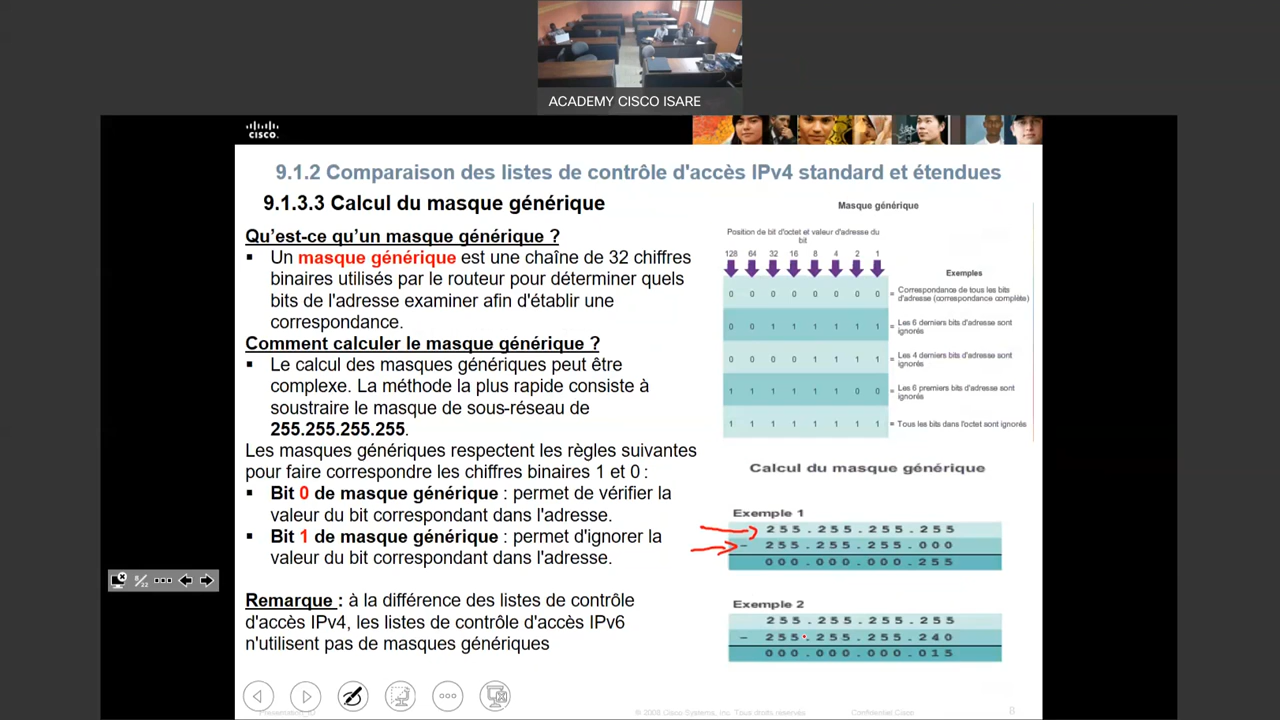 ACADEMY CISCO ISARE
CISCO.
9.1.2 Comparaison des listes de contrôle d'accès IPv4 standard et étendues
9.1.3.3 Calcul du masque générique
Qu'est-ce qu'un masque générique ?
▪ Un masque générique est une chaîne de 32 chiffres
binaires utilisés par le routeur pour déterminer quels
bits de l'adresse examiner afin d'établir une
correspondance.
Comment calculer le masque générique ?
▪ Le calcul des masques génériques peut être
complexe. La méthode la plus rapide consiste à
soustraire le masque de sous-réseau de
255.255.255.255.
Les masques génériques respectent les règles suivantes
pour faire correspondre les chiffres binaires 1 et 0 :
▪ Bit 0 de masque générique : permet de vérifier la
valeur du bit correspondant dans l'adresse.
▪ Bit 1 de masque générique : permet d'ignorer la
valeur du bit correspondant dans l'adresse.
Remarque : à la différence des listes de contrôle
d'accès IPv4, les listes de contrôle d'accès IPv6
n'utilisent pas de masques génériques
Masque générique
Position de bit d'octet et valeur d'adresse du
bit
128 64 32 16 8 4 2 1
Exemples
0 0 0 0 0 0 0 0 = Correspondance de tous les bits
d'adresse (correspondance complète)
0 0 1 1 1 1 1 1 = Les 6 derniers bits d'adresse sont
ignorés
0 0 0 0 1 1 1 1 = Les 4 derniers bits d'adresse sont
ignorés
1 1 1 1 1 1 0 0 = Les 6 premiers bits d'adresse sont
ignorés
1 1 1 1 1 1 1 1 = Tous les bits dans l'octet sont ignorés
Calcul du masque générique
Exemple 1
255.255.255.255
– 255.255.255.000
000.000.000.255
Exemple 2
255.255.255.255
– 255.255.255.240
000.000.000.015
8/22
Presentation_ID
© 2008 Cisco Systems, Inc. Tous droits réservés
Confidentiel Cisco
8